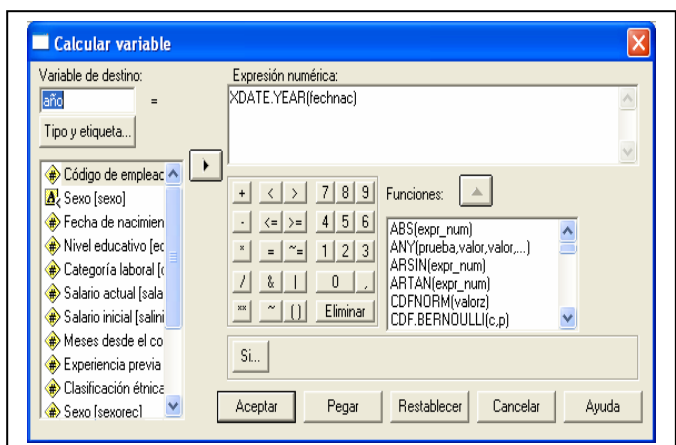 Calcular variable
Variable de destino:
año
=
Tipo y etiqueta...
Expresión numérica:
XDATE.YEAR(fechnac)
Código de empleac
Sexo [sexo]
Fecha de nacimien
Nivel educativo [ec
Categoría laboral [c
Salario actual [sala
Salario inicial [salini
Meses desde el co
Experiencia previa
Clasificación étnica
Sexo [sexorec]
+ < > 7 8 9
- <= >= 4 5 6
* = ~= 1 2 3
/ & | 0 ,
** ~ () Eliminar
Funciones:
ABS(expr_num)
ANY(prueba,valor,valor,...)
ARSIN(expr_num)
ARTAN(expr_num)
CDFNORM(valorz)
CDF.BERNOULLI(c,p)
Si...
Aceptar Pegar Restablecer Cancelar Ayuda